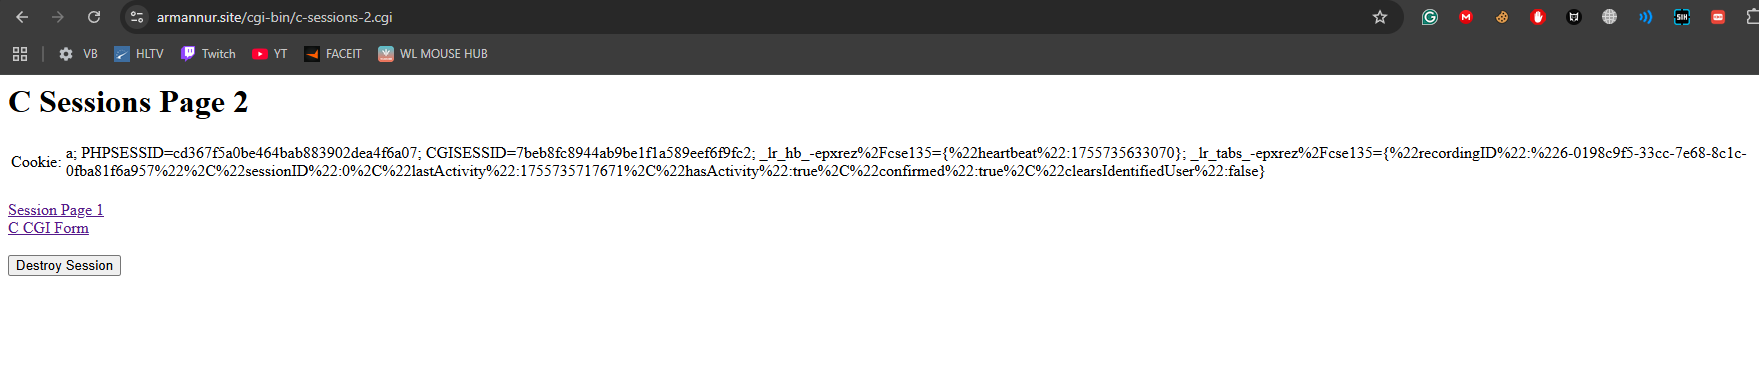 armannur.site/cgi-bin/c-sessions-2.cgi
VB HLTV Twitch YT FACEIT WL MOUSE HUB
C Sessions Page 2
Cookie: a; PHPSESSID=cd367f5a0be464bab883902dea4f6a07; CGISESSID=7beb8fc8944ab9be1f1a589eef6f9fc2; _lr_hb_-epxrez%2Fcse135={%22heartbeat%22:1755735633070}; _lr_tabs_-epxrez%2Fcse135={%22recordingID%22:%226-0198c9f5-33cc-7e68-8c1c-
0fba81f6a957%22%2C%22sessionID%22:0%2C%22lastActivity%22:1755735717671%2C%22hasActivity%22:true%2C%22confirmed%22:true%2C%22clearsIdentifiedUser%22:false}
Session Page 1
C CGI Form
Destroy Session